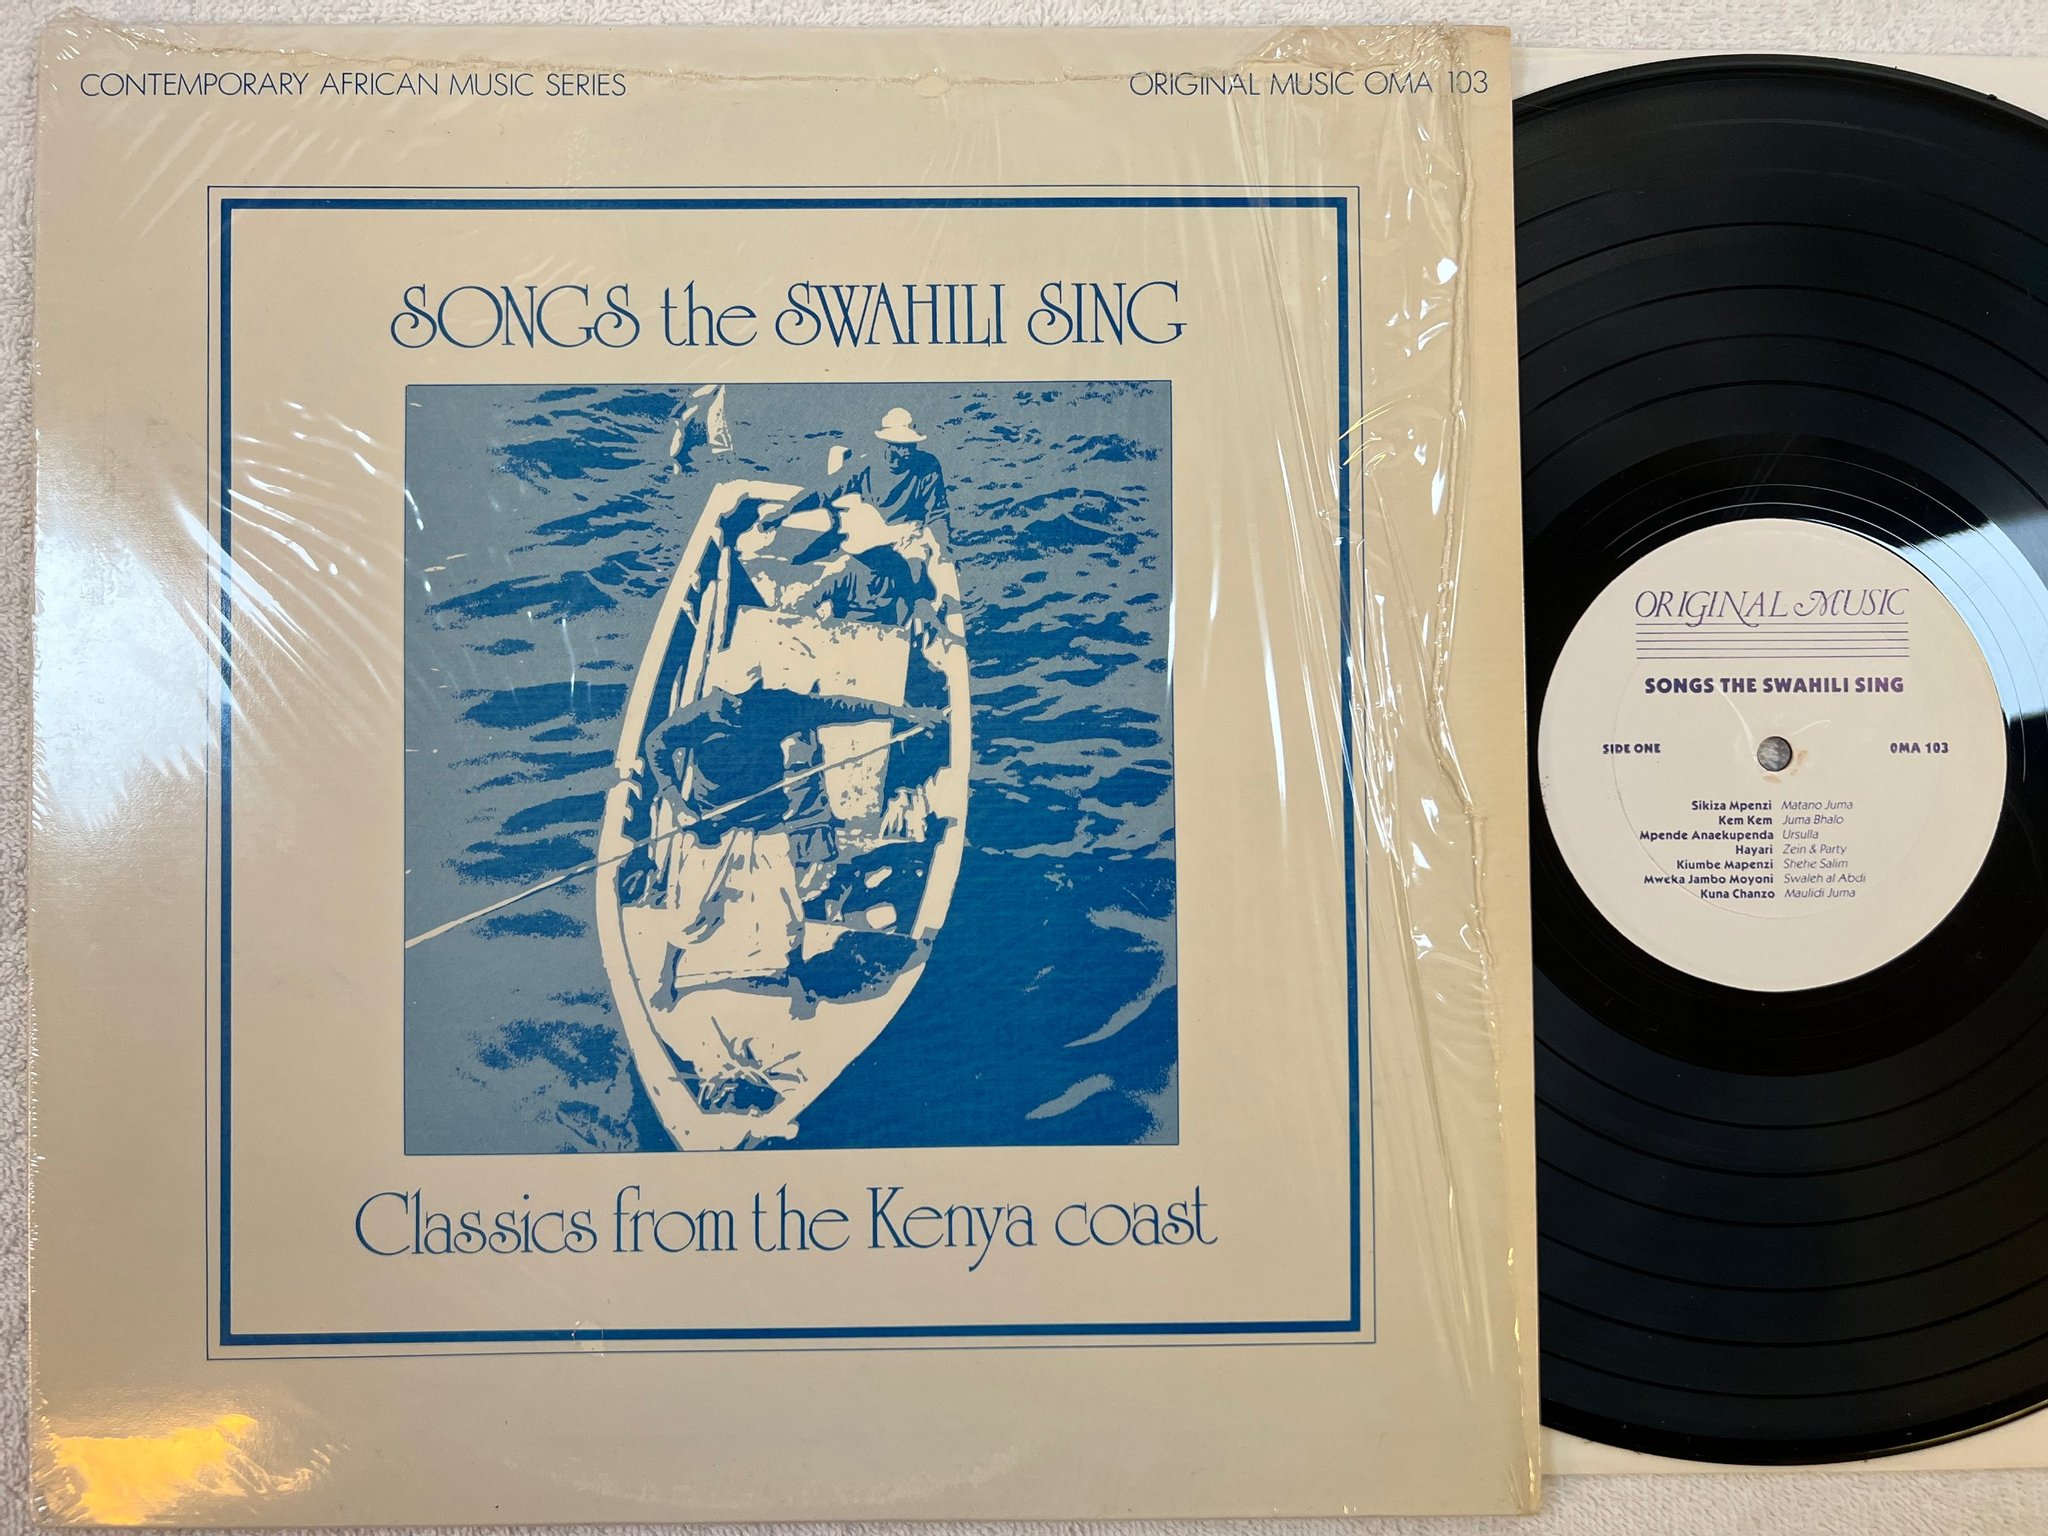 CONTEMPORARY AFRICAN MUSIC SERIES
ORIGINAL MUSIC OMA 103
SONGS the SWAHILI SING
Classics from the Kenya coast
ORIGINAL MUSIC
SONGS THE SWAHILI SING
SIDE ONE
OMA 103
Sikiza Mpenzi Matano Juma
Kem Kem Juma Bhalo
Mpende Anaekupenda Ursulla
Hayari Zein & Party
Kiumbe Mapenzi Shehe Salim
Mweka Jambo Moyoni Swaleh al Abdi
Kuna Chanzo Maulidi Juma